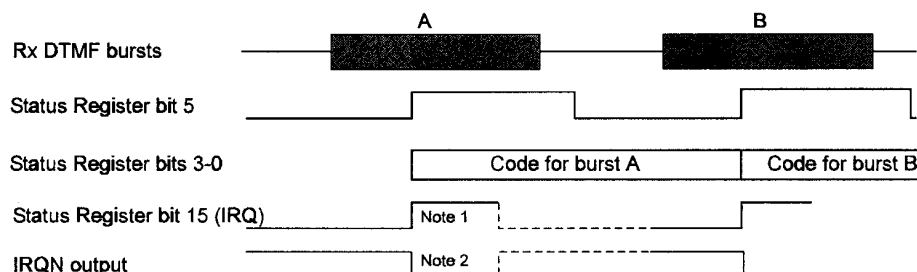 A B
Rx DTMF bursts
Status Register bit 5
Status Register bits 3-0 Code for burst A Code for burst B
Status Register bit 15 (IRQ) Note 1
IRQN output Note 2